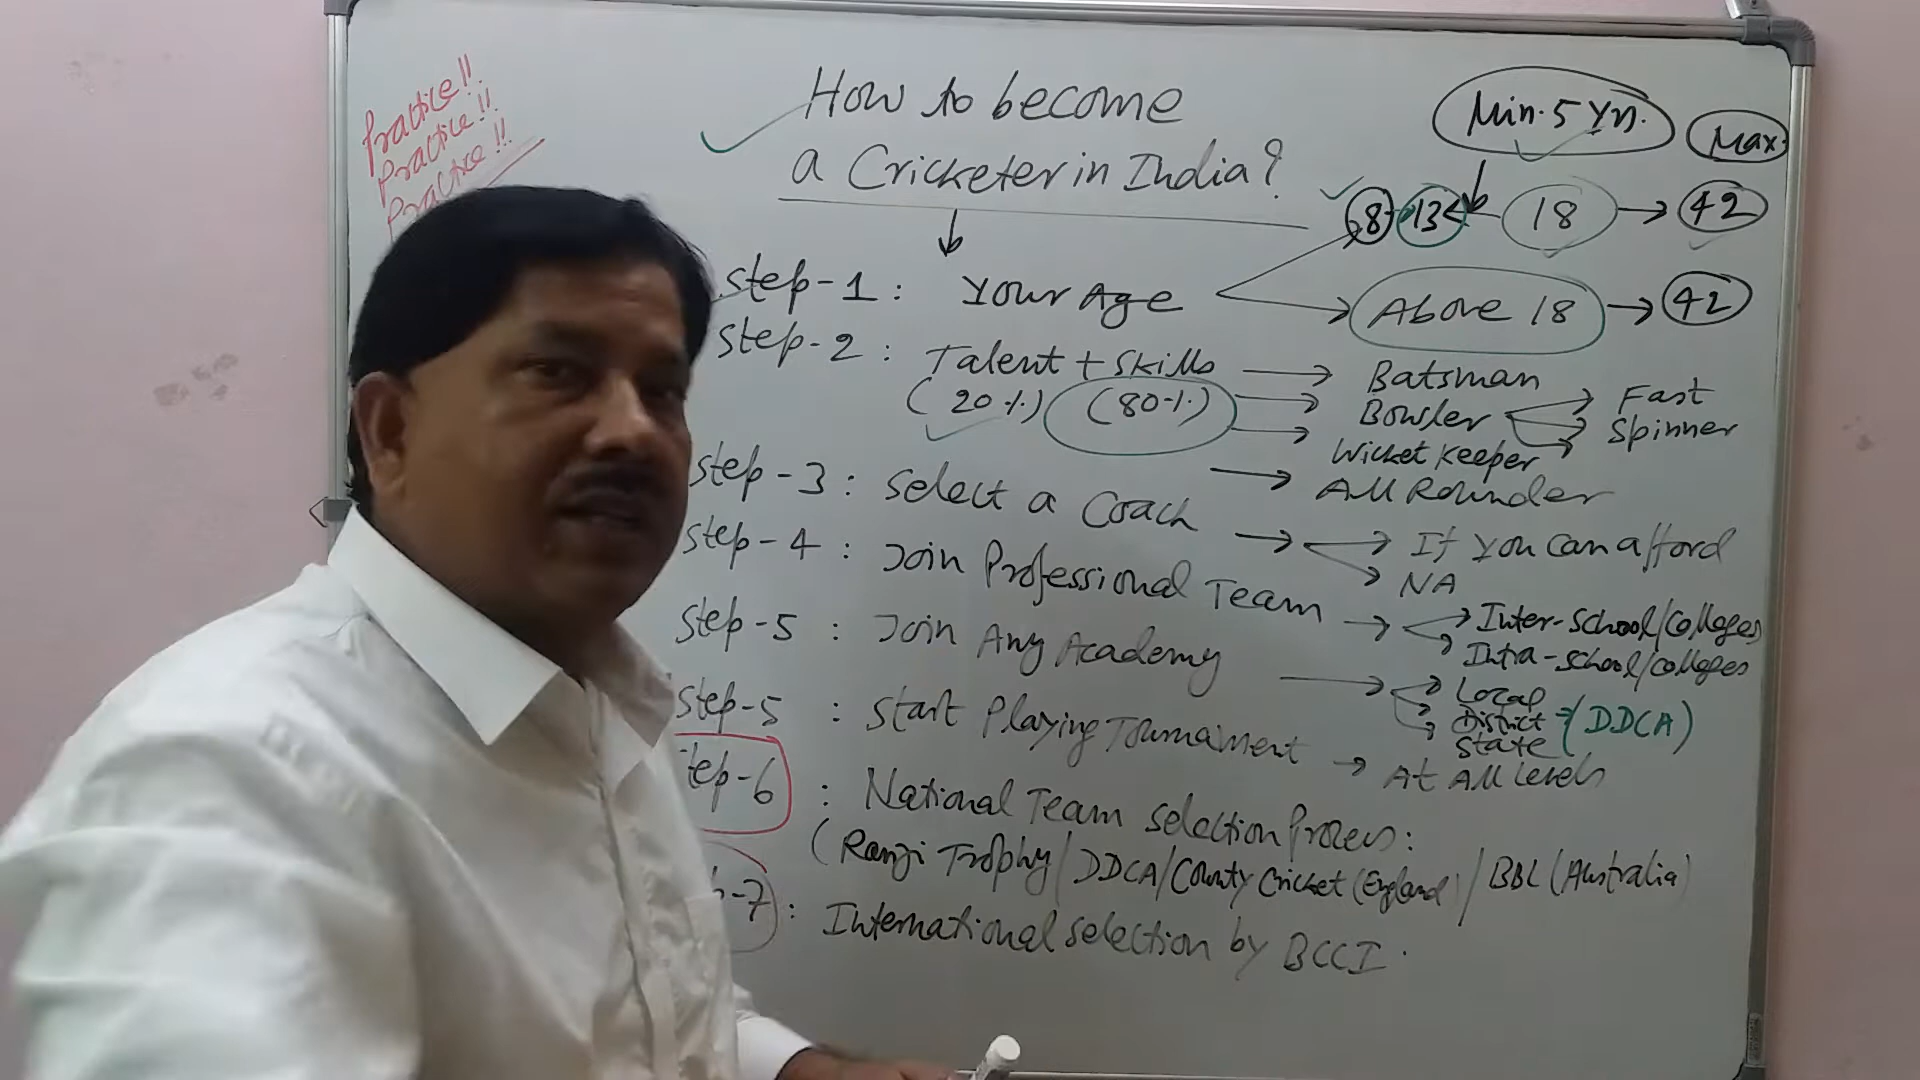 Practice!!
Practice!!
Practice!!
How to become
a Cricketer in India?
Min. 5 Yrs.
Max.
8 13 18 → 42
Step-1 : Your Age
Above 18 → 42
Step-2 : Talent + Skills → Batsman
(20%) (80%) → Bowler → Fast
Spinner
Wicket Keeper
All Rounder
Step-3 : Select a Coach → If You Can afford
NA
Step-4 : Join Professional Team → Inter-School/Colleges
Intra-School/Colleges
Step-5 : Join Any Academy → Local
District (DDCA)
State
Step-5 : Start Playing Tournament → At All levels
tep-6 : National Team Selection Process:
(Ranji Trophy/DDCA/County Cricket (England)/BBL (Australia)
-7 : International selection by BCCI.